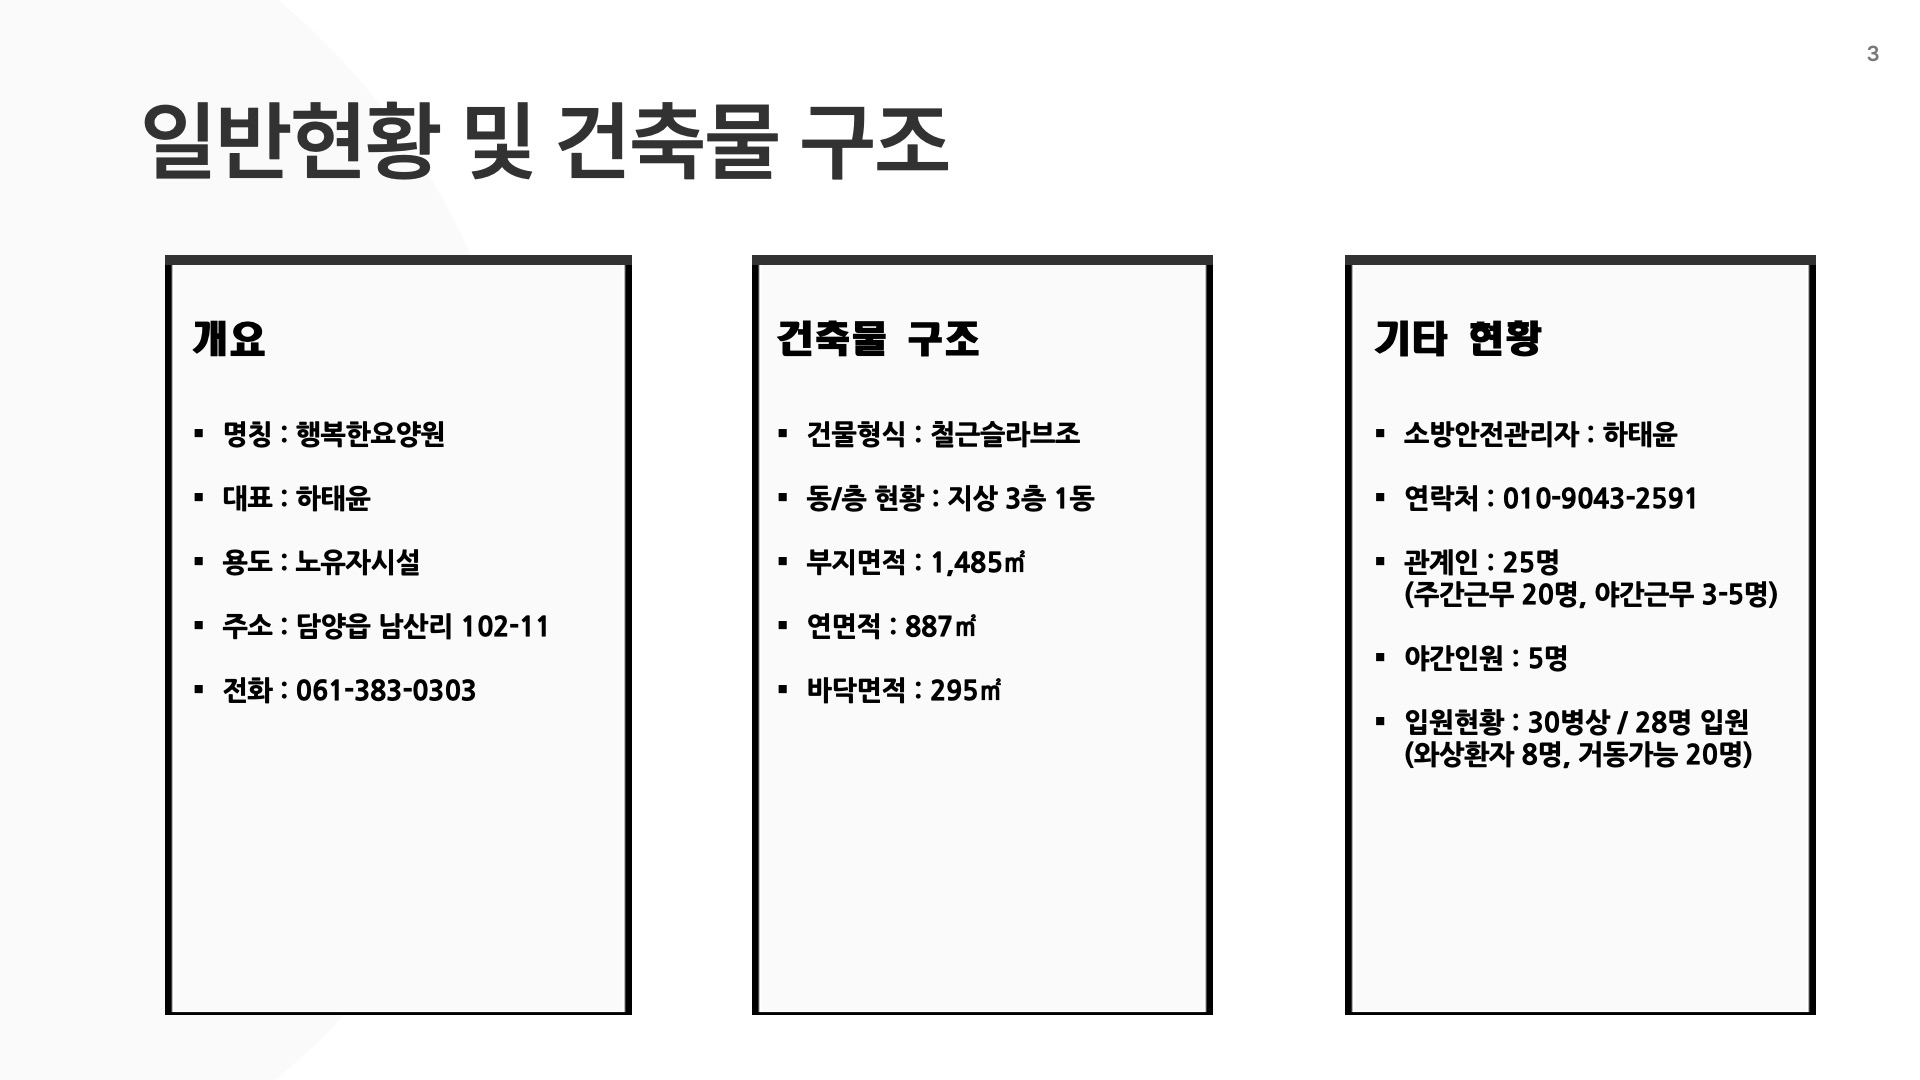 3
일반현황 및 건축물 구조
개요
▪ 명칭 : 행복한요양원
▪ 대표 : 하태윤
▪ 용도 : 노유자시설
▪ 주소 : 담양읍 남산리 102-11
▪ 전화 : 061-383-0303
건축물 구조
▪ 건물형식 : 철근슬라브조
▪ 동/층 현황 : 지상 3층 1동
▪ 부지면적 : 1,485㎡
▪ 연면적 : 887㎡
▪ 바닥면적 : 295㎡
기타 현황
▪ 소방안전관리자 : 하태윤
▪ 연락처 : 010-9043-2591
▪ 관계인 : 25명
(주간근무 20명, 야간근무 3-5명)
▪ 야간인원 : 5명
▪ 입원현황 : 30병상 / 28명 입원
(와상환자 8명, 거동가능 20명)